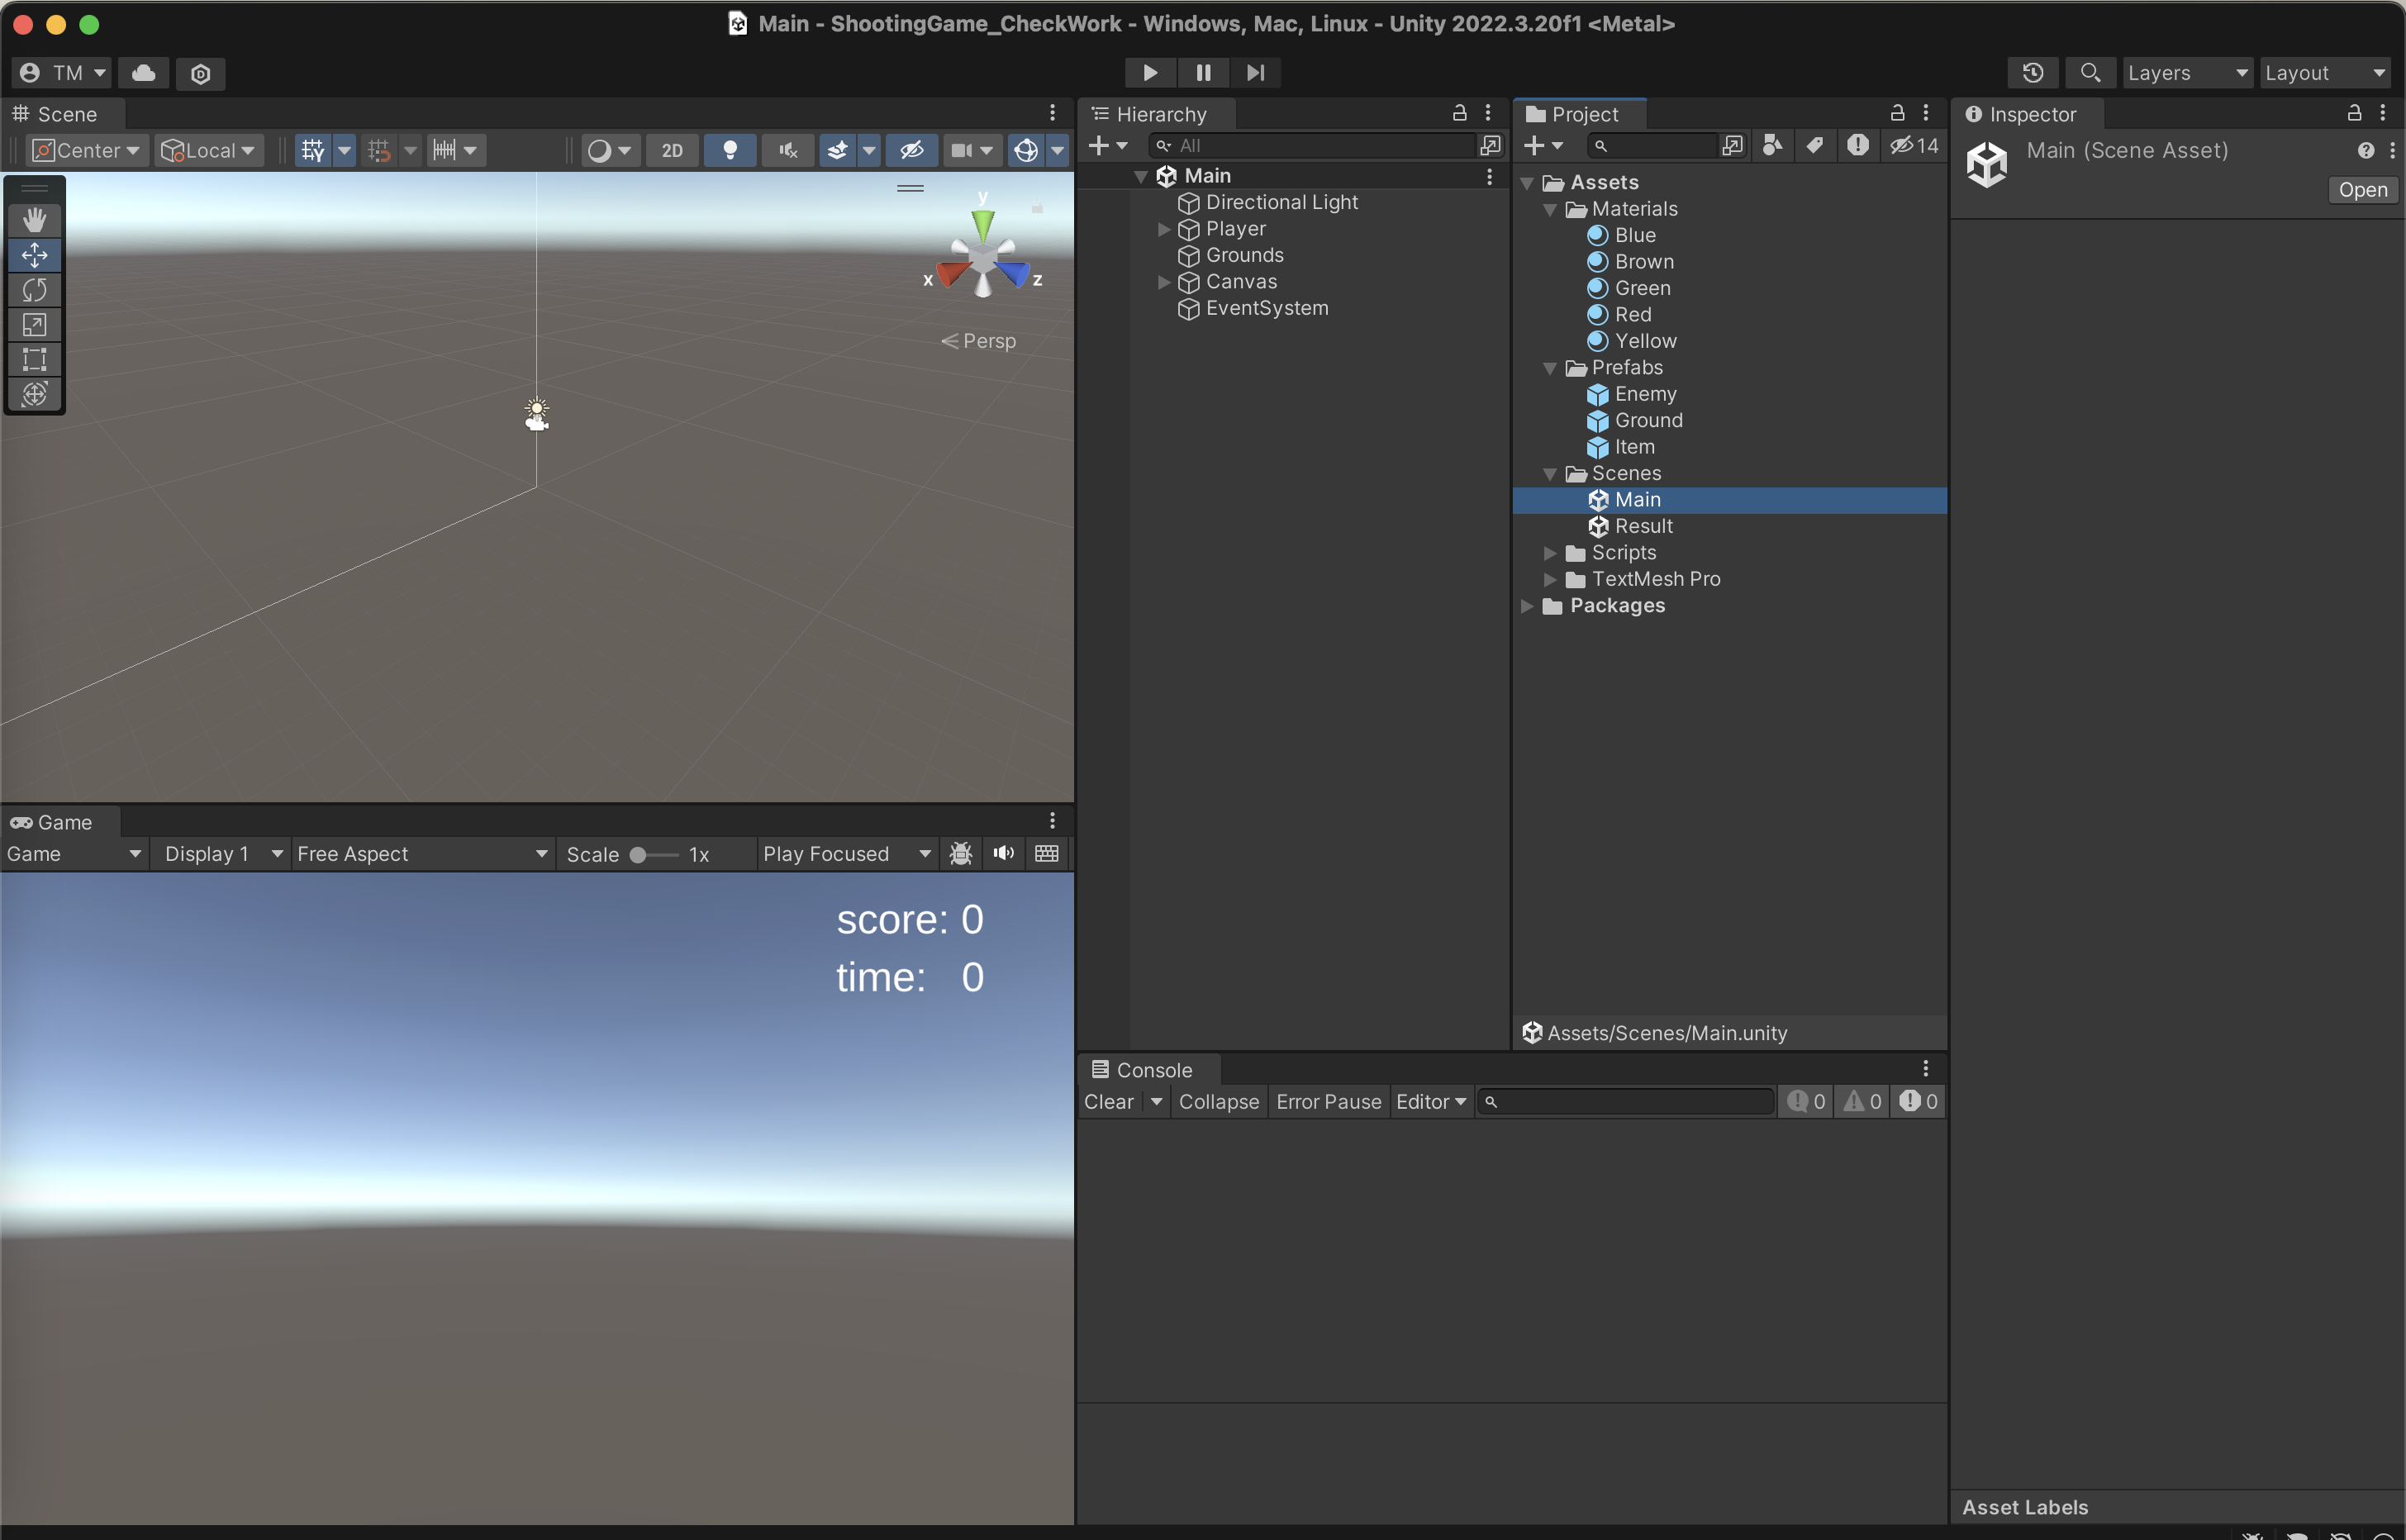 Main - ShootingGame_CheckWork - Windows, Mac, Linux - Unity 2022.3.20f1 <Metal>
TM
Layers
Layout
Scene
Center
Local
2D
y
x
z
Persp
Game
Game
Display 1
Free Aspect
Scale
1x
Play Focused
score: 0
time: 0
Hierarchy
All
Main
Directional Light
Player
Grounds
Canvas
EventSystem
Project
14
Assets
Materials
Blue
Brown
Green
Red
Yellow
Prefabs
Enemy
Ground
Item
Scenes
Main
Result
Scripts
TextMesh Pro
Packages
Assets/Scenes/Main.unity
Console
Clear
Collapse
Error Pause
Editor
0
0
0
Inspector
Main (Scene Asset)
Open
Asset Labels